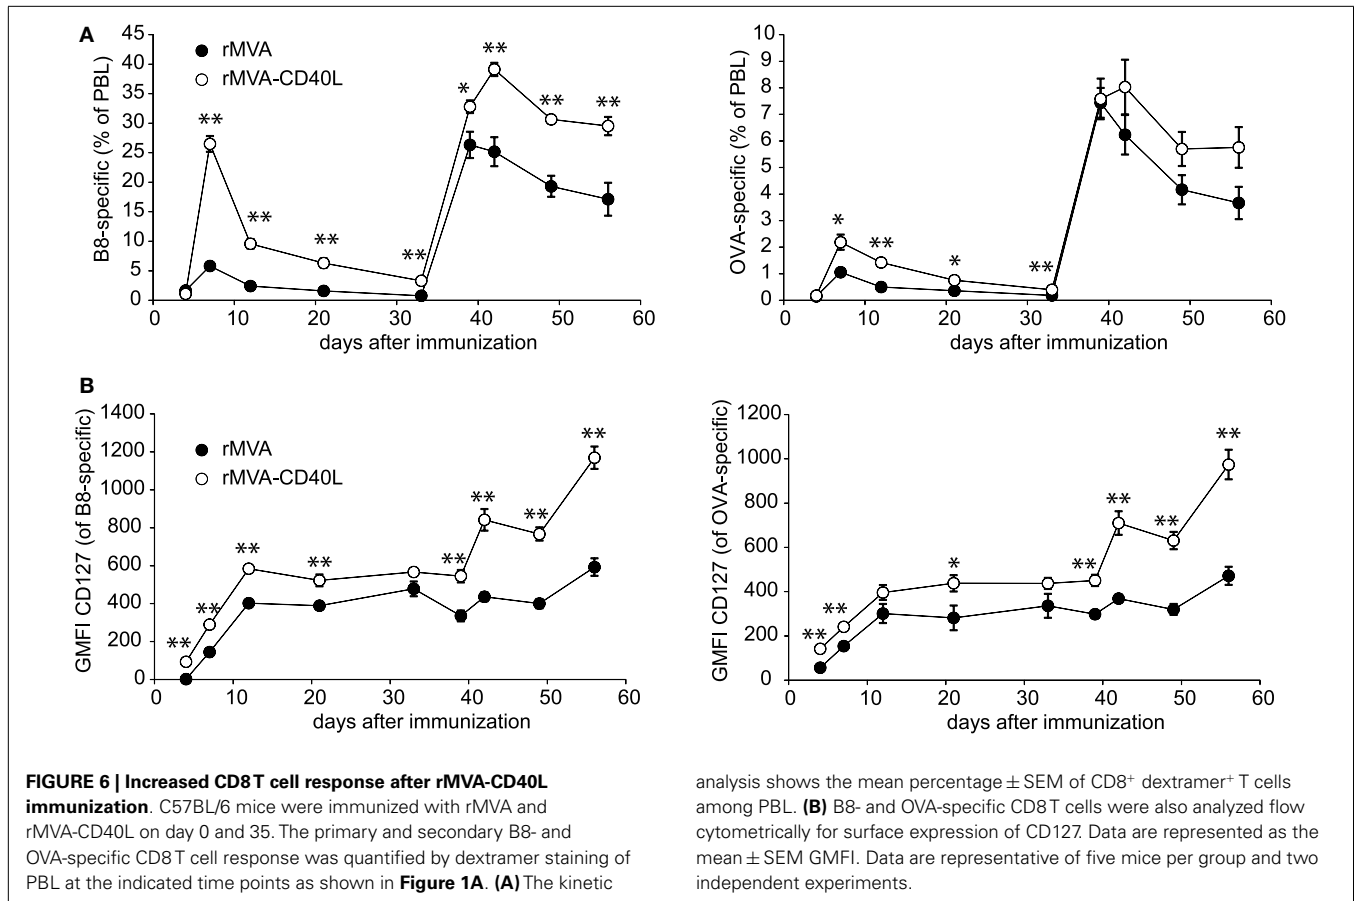 A
rMVA
rMVA-CD40L
B8-specific (% of PBL)
45
40
35
30
25
20
15
10
5
0
** ** ** ** * ** ** **
0 10 20 30 40 50 60
days after immunization
OVA-specific (% of PBL)
10
9
8
7
6
5
4
3
2
1
0
* ** * **
0 10 20 30 40 50 60
days after immunization
B
rMVA
rMVA-CD40L
GMFI CD127 (of B8-specific)
1400
1200
1000
800
600
400
200
0
** ** ** ** ** ** ** **
0 10 20 30 40 50 60
days after immunization
GMFI CD127 (of OVA-specific)
1200
1000
800
600
400
200
0
** ** * ** ** ** **
0 10 20 30 40 50 60
days after immunization
FIGURE 6 | Increased CD8 T cell response after rMVA-CD40L
immunization. C57BL/6 mice were immunized with rMVA and
rMVA-CD40L on day 0 and 35. The primary and secondary B8- and
OVA-specific CD8 T cell response was quantified by dextramer staining of
PBL at the indicated time points as shown in Figure 1A. (A) The kinetic
analysis shows the mean percentage ± SEM of CD8⁺ dextramer⁺ T cells
among PBL. (B) B8- and OVA-specific CD8 T cells were also analyzed flow
cytometrically for surface expression of CD127. Data are represented as the
mean ± SEM GMFI. Data are representative of five mice per group and two
independent experiments.